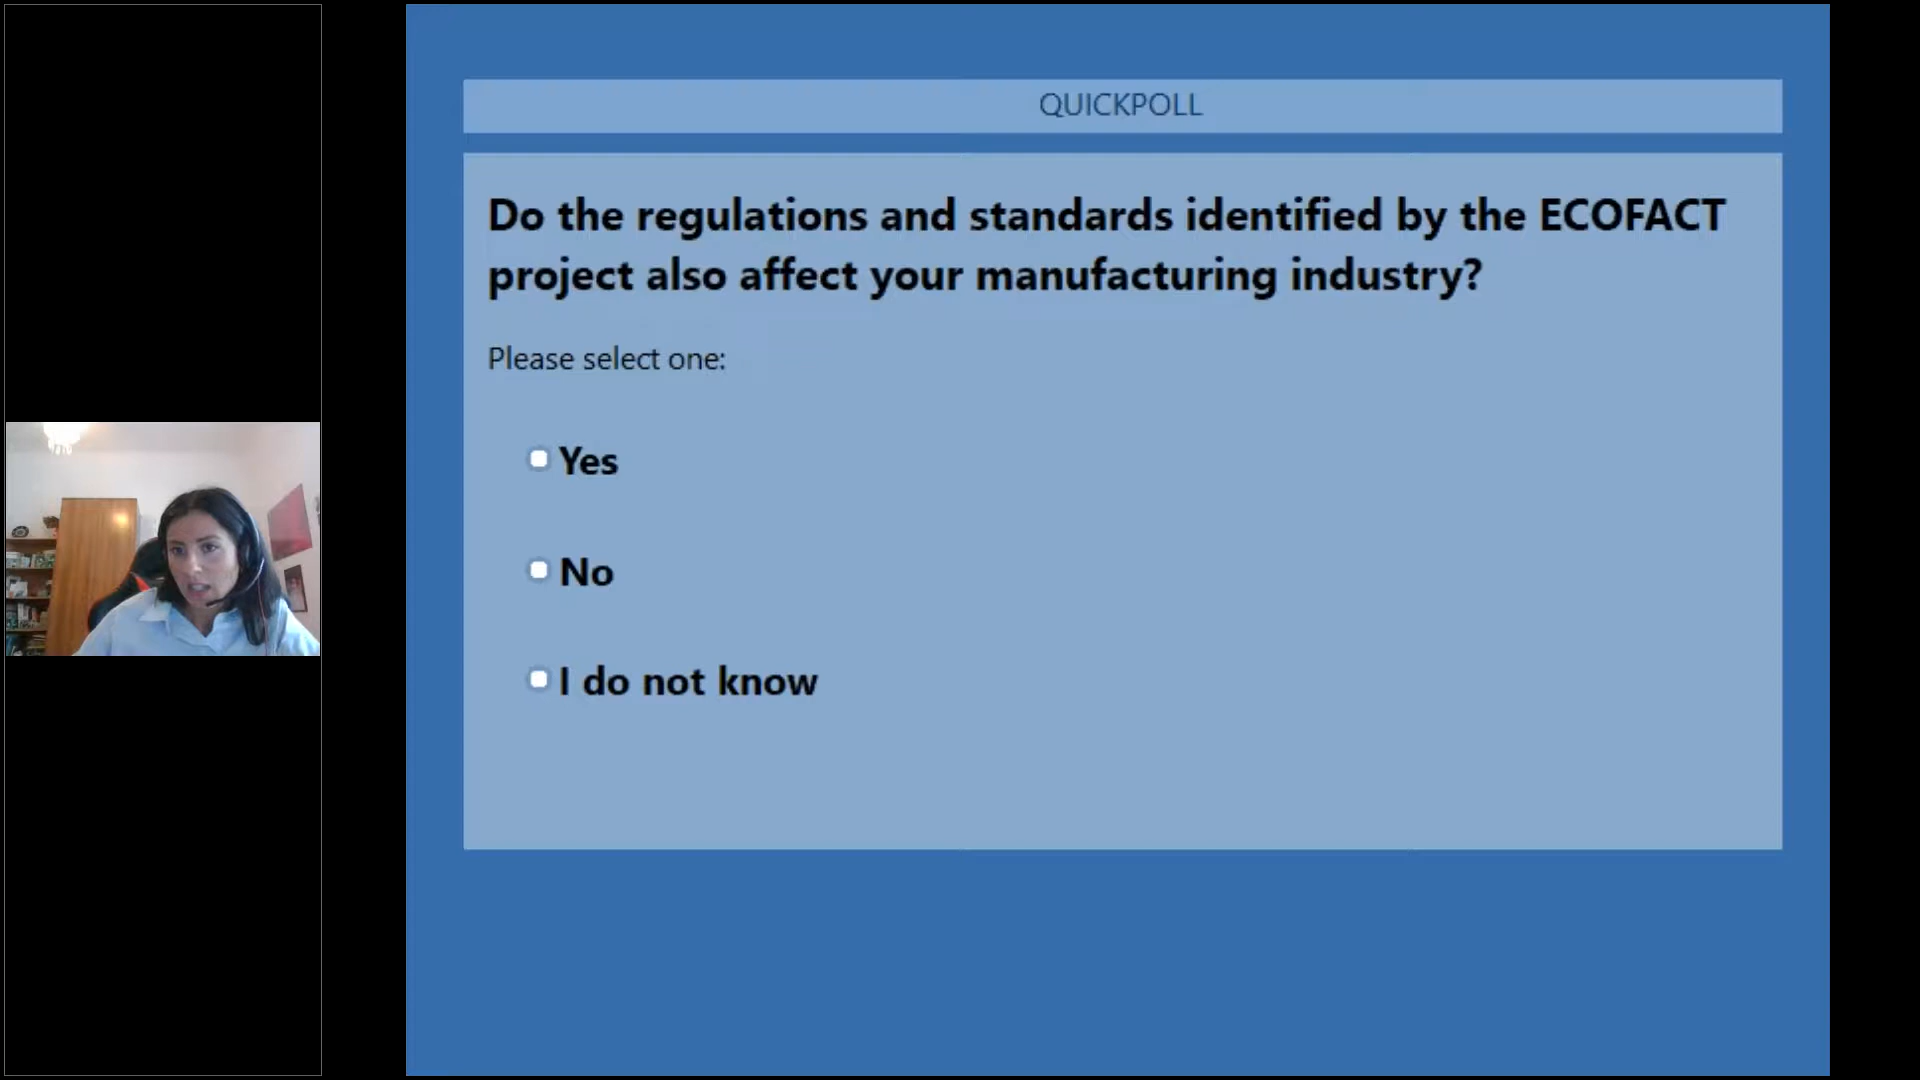 QUICKPOLL
Do the regulations and standards identified by the ECOFACT
project also affect your manufacturing industry?
Please select one:
Yes
No
I do not know